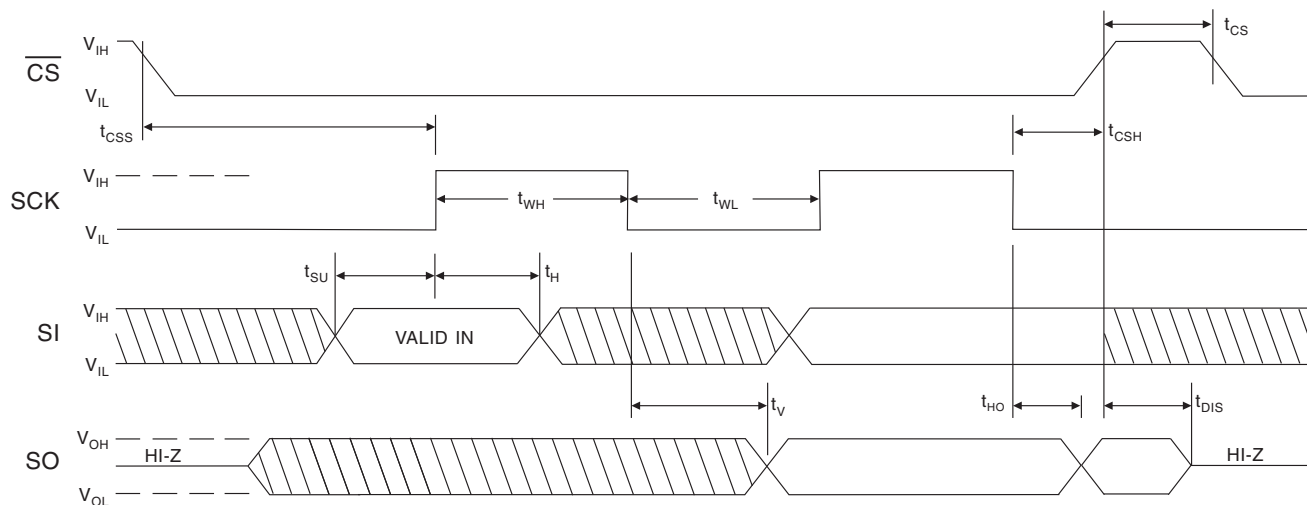 V_IH
t_CS
C̅S̅
V_IL
t_CSS
t_CSH
V_IH
SCK
t_WH
t_WL
V_IL
t_SU
t_H
V_IH
SI
VALID IN
V_IL
t_V
t_HO
t_DIS
V_OH
SO
HI-Z
HI-Z
V_OL